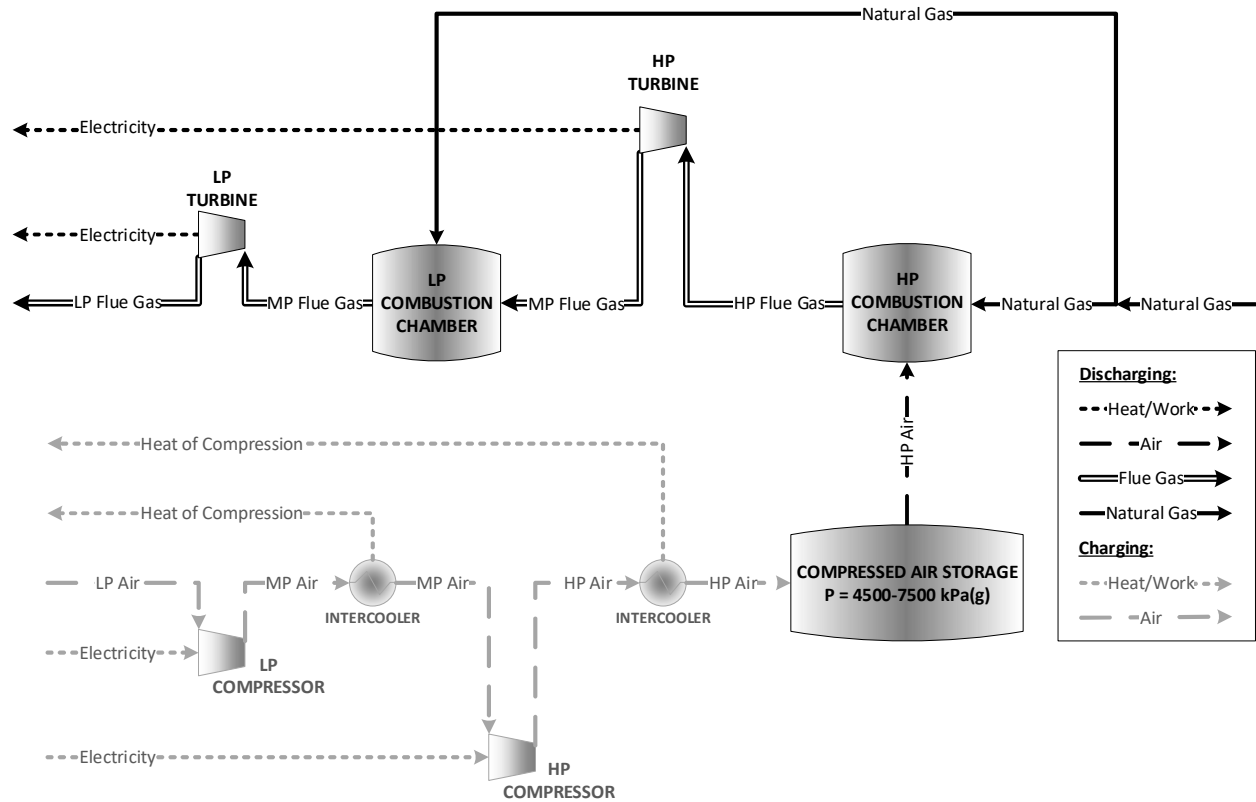 Natural Gas
HP
TURBINE
Electricity
LP
TURBINE
Electricity
LP Flue Gas
MP Flue Gas
LP
COMBUSTION
CHAMBER
MP Flue Gas
HP Flue Gas
HP
COMBUSTION
CHAMBER
Natural Gas
Natural Gas
HP Air
Discharging:
Heat/Work
Air
Flue Gas
Natural Gas
Charging:
Heat/Work
Air
Heat of Compression
Heat of Compression
LP Air
MP Air
INTERCOOLER
MP Air
HP Air
INTERCOOLER
HP Air
COMPRESSED AIR STORAGE
P = 4500-7500 kPa(g)
Electricity
LP
COMPRESSOR
Electricity
HP
COMPRESSOR